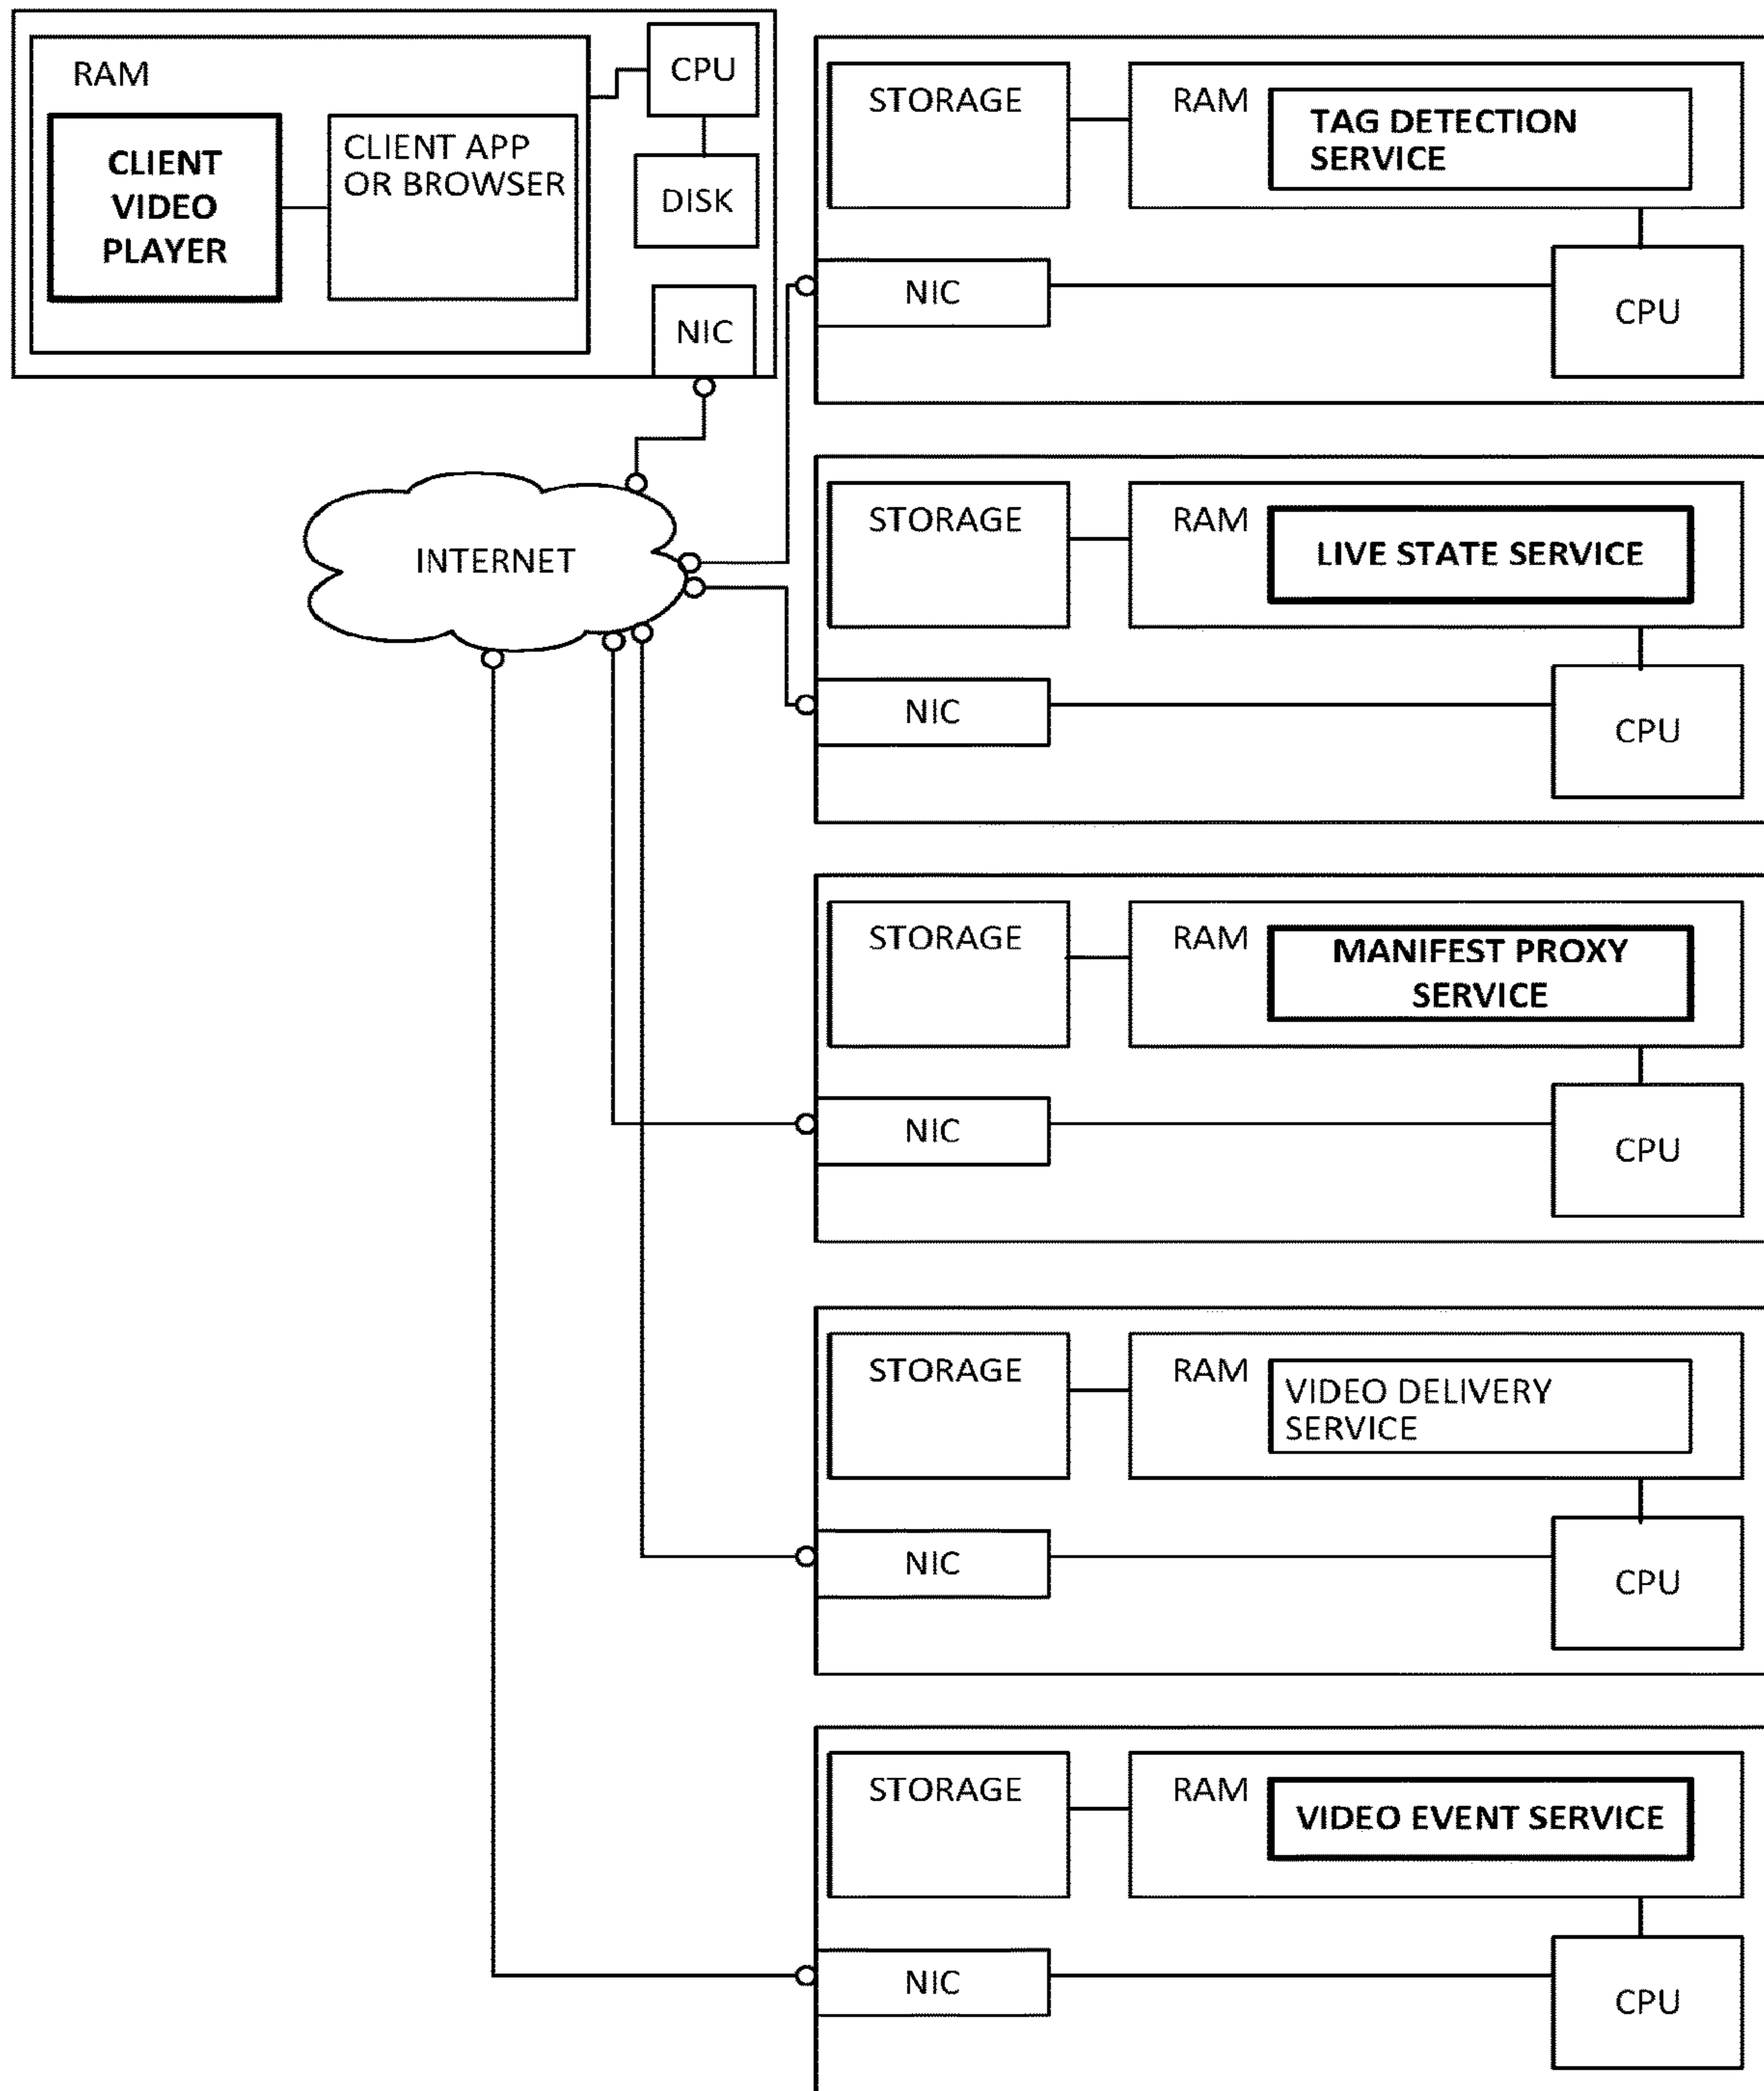 RAM
CLIENT
VIDEO
PLAYER
CLIENT APP
OR BROWSER
CPU
DISK
NIC
INTERNET
STORAGE
RAM
TAG DETECTION
SERVICE
NIC
CPU
STORAGE
RAM
LIVE STATE SERVICE
NIC
CPU
STORAGE
RAM
MANIFEST PROXY
SERVICE
NIC
CPU
STORAGE
RAM
VIDEO DELIVERY
SERVICE
NIC
CPU
STORAGE
RAM
VIDEO EVENT SERVICE
NIC
CPU